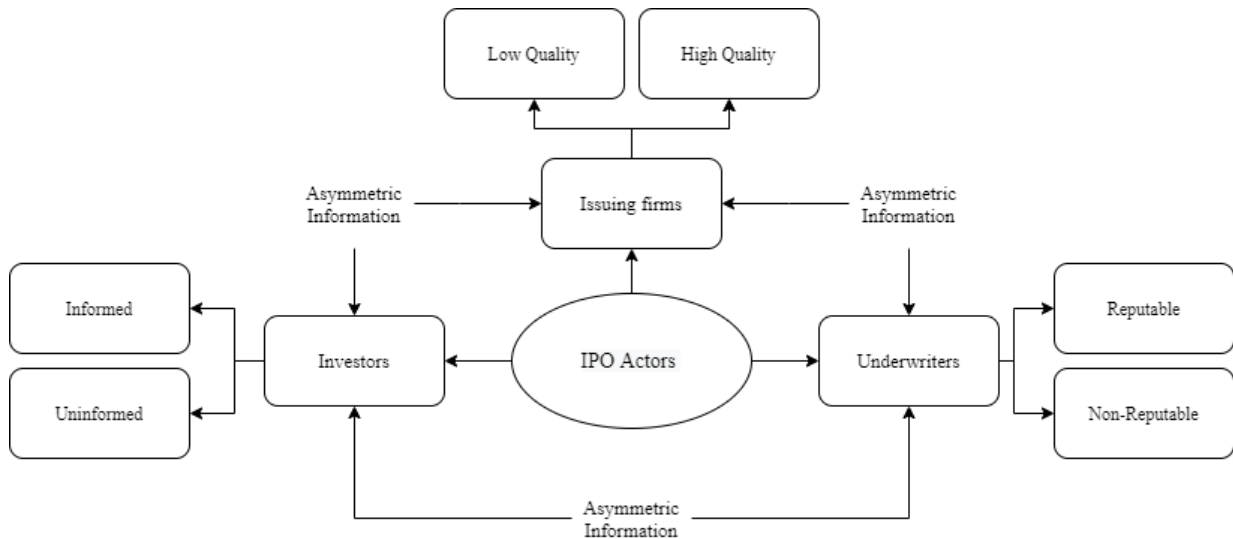 Low Quality
High Quality
Asymmetric
Information
Issuing firms
Asymmetric
Information
Informed
Uninformed
Investors
IPO Actors
Underwriters
Reputable
Non-Reputable
Asymmetric
Information